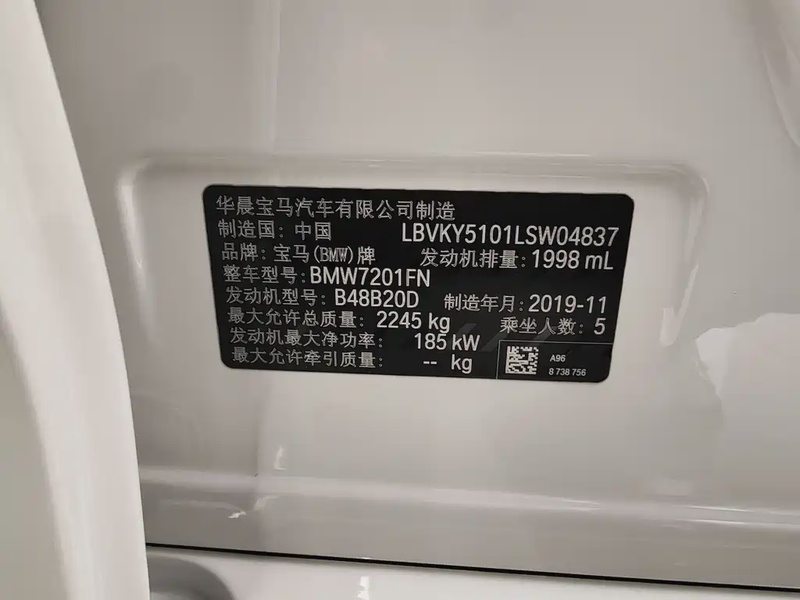 华晨宝马汽车有限公司制造
制造国: 中国 LBVKY5101LSW04837
品牌: 宝马(BMW)牌 发动机排量: 1998 mL
整车型号: BMW7201FN
发动机型号: B48B20D 制造年月: 2019-11
最大允许总质量: 2245 kg 乘坐人数: 5
发动机最大净功率: 185 kW
最大允许牵引质量: -- kg
A96
8 738 756